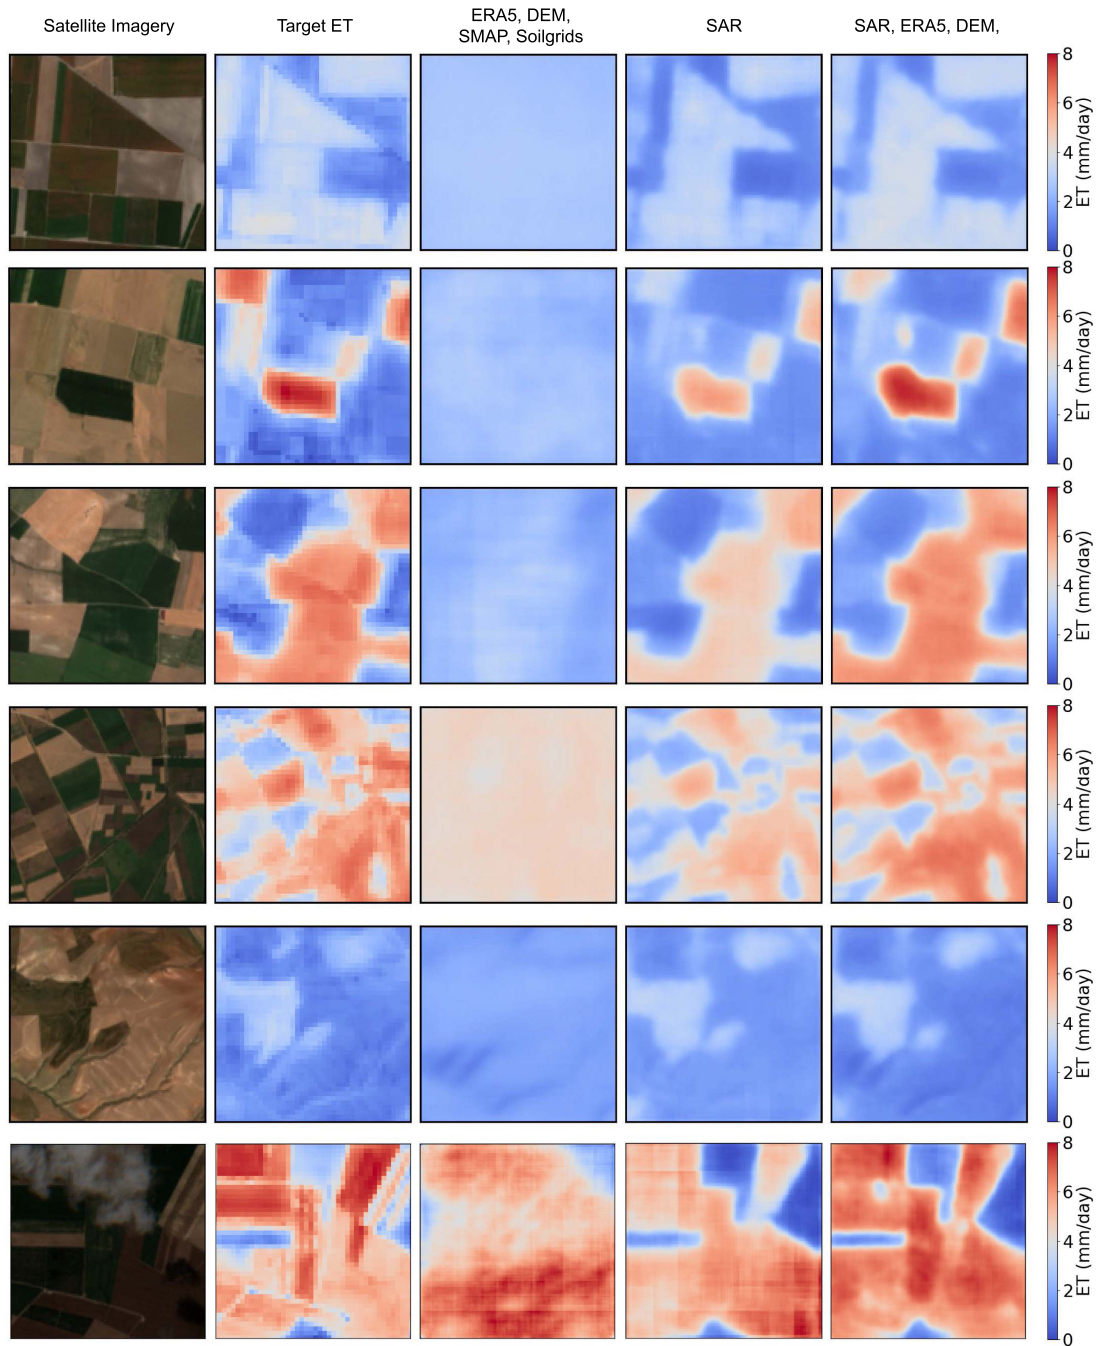 Satellite Imagery
Target ET
ERA5, DEM,
SMAP, Soilgrids
SAR
SAR, ERA5, DEM,
8
6
4
2
0
ET (mm/day)
8
6
4
2
0
ET (mm/day)
8
6
4
2
0
ET (mm/day)
8
6
4
2
0
ET (mm/day)
8
6
4
2
0
ET (mm/day)
8
6
4
2
0
ET (mm/day)